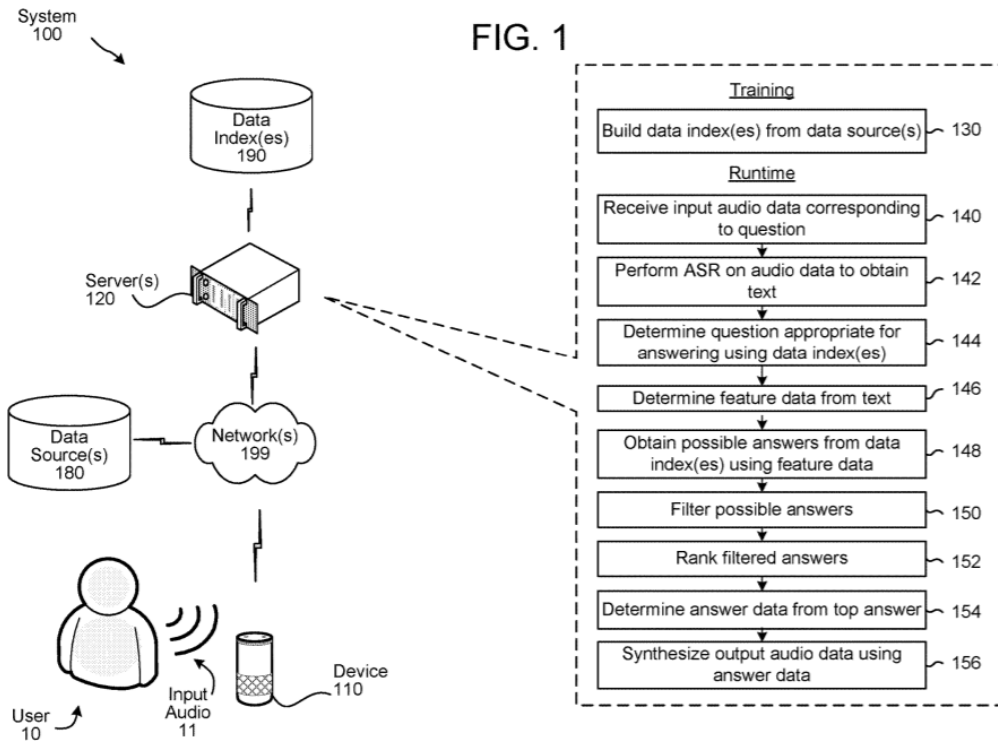 System
100
FIG. 1
Data
Index(es)
190
Server(s)
120
Data
Source(s)
180
Network(s)
199
User
10
Input
Audio
11
Device
110
Training
Build data index(es) from data source(s)
130
Runtime
Receive input audio data corresponding
to question
140
Perform ASR on audio data to obtain
text
142
Determine question appropriate for
answering using data index(es)
144
Determine feature data from text
146
Obtain possible answers from data
index(es) using feature data
148
Filter possible answers
150
Rank filtered answers
152
Determine answer data from top answer
154
Synthesize output audio data using
answer data
156